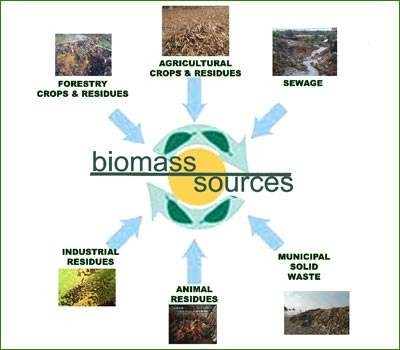 AGRICULTURAL
CROPS & RESIDUES
FORESTRY
CROPS & RESIDUES
SEWAGE
biomass
sources
INDUSTRIAL
RESIDUES
ANIMAL
RESIDUES
MUNICIPAL
SOLID
WASTE